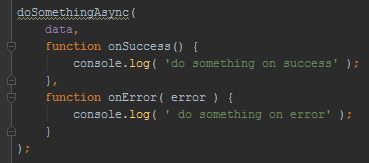 doSomethingAsync(
    data,
    function onSuccess() {
        console.log( 'do something on success' );
    },
    function onError( error ) {
        console.log( ' do something on error' );
    }
);